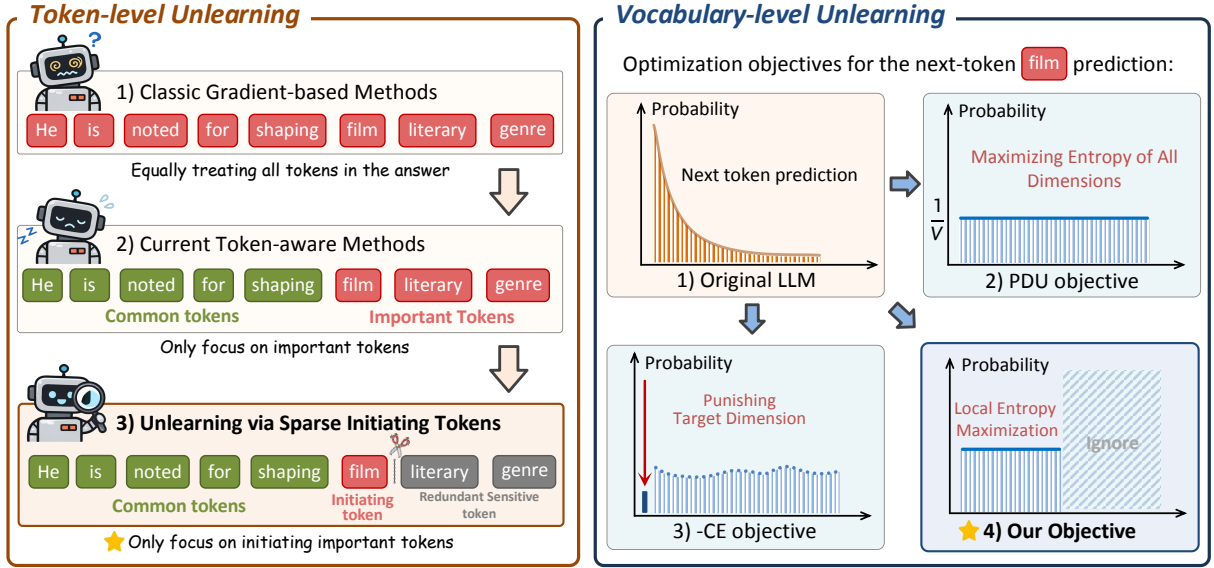 Token-level Unlearning
?
1) Classic Gradient-based Methods
He is noted for shaping film literary genre
Equally treating all tokens in the answer
zz
2) Current Token-aware Methods
He is noted for shaping film literary genre
Common tokens Important Tokens
Only focus on important tokens
3) Unlearning via Sparse Initiating Tokens
He is noted for shaping film literary genre
Common tokens Initiating token Redundant Sensitive token
Only focus on initiating important tokens
Vocabulary-level Unlearning
Optimization objectives for the next-token film prediction:
Probability
Next token prediction
1) Original LLM
Probability
Maximizing Entropy of All
Dimensions
1
V
2) PDU objective
Probability
Punishing
Target Dimension
3) -CE objective
Probability
Local Entropy
Maximization
Ignore
4) Our Objective